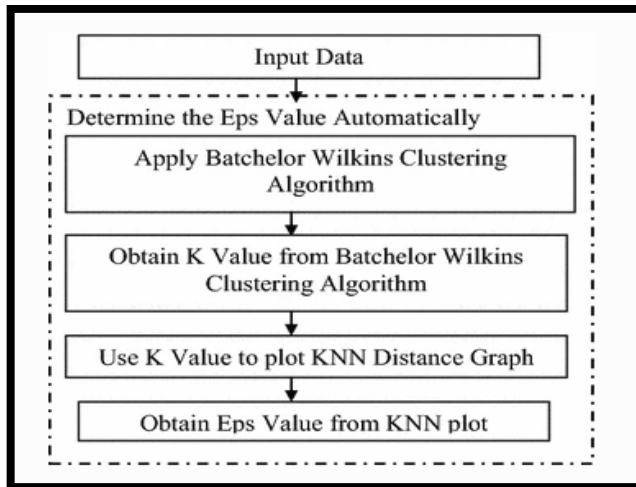 Input Data
Determine the Eps Value Automatically
Apply Batchelor Wilkins Clustering
Algorithm
Obtain K Value from Batchelor Wilkins
Clustering Algorithm
Use K Value to plot KNN Distance Graph
Obtain Eps Value from KNN plot